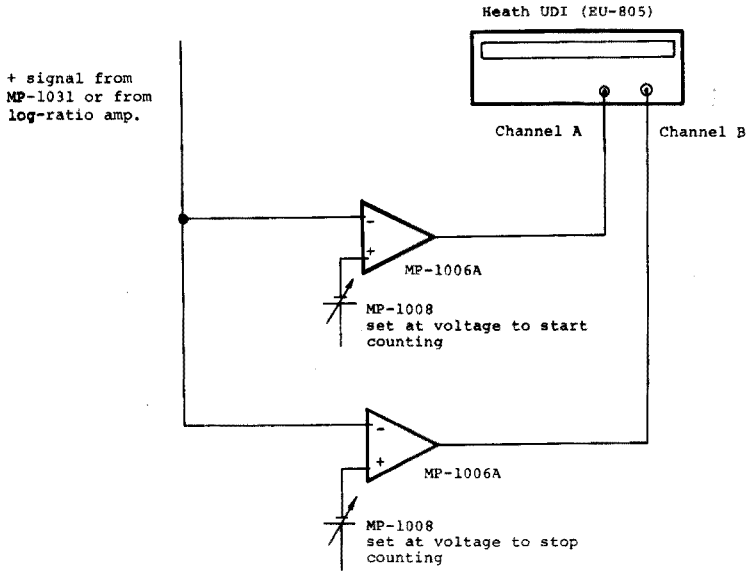 Heath UDI (EU-805)
+ signal from
MP-1031 or from
log-ratio amp.
Channel A
Channel B
-
+
MP-1006A
MP-1008
set at voltage to start
counting
-
+
MP-1006A
MP-1008
set at voltage to stop
counting